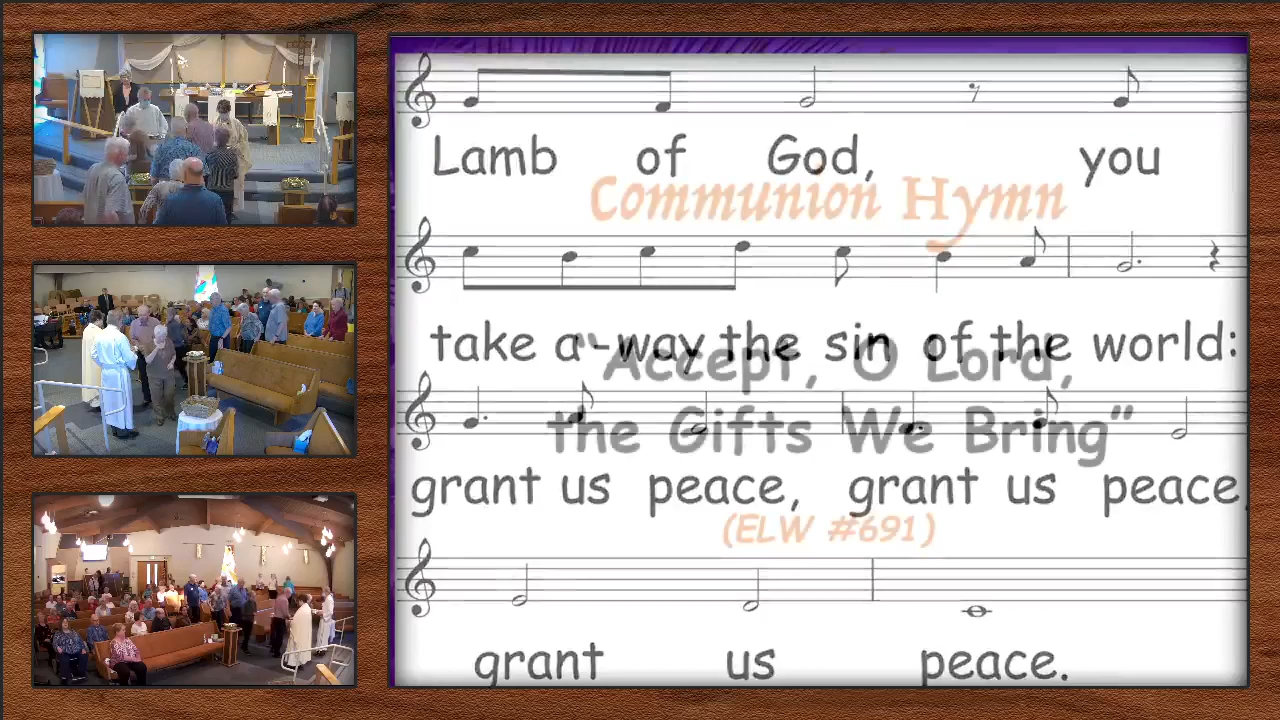 Lamb of God, you
Communion Hymn
take a-way the sin of the world:
"Accept, O Lord,
the Gifts We Bring"
grant us peace, grant us peace,
(ELW #691)
grant us peace.